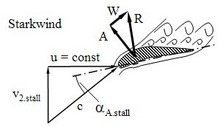 W
Starkwind
A
R
u = const
v2.stall
c
αA.stall